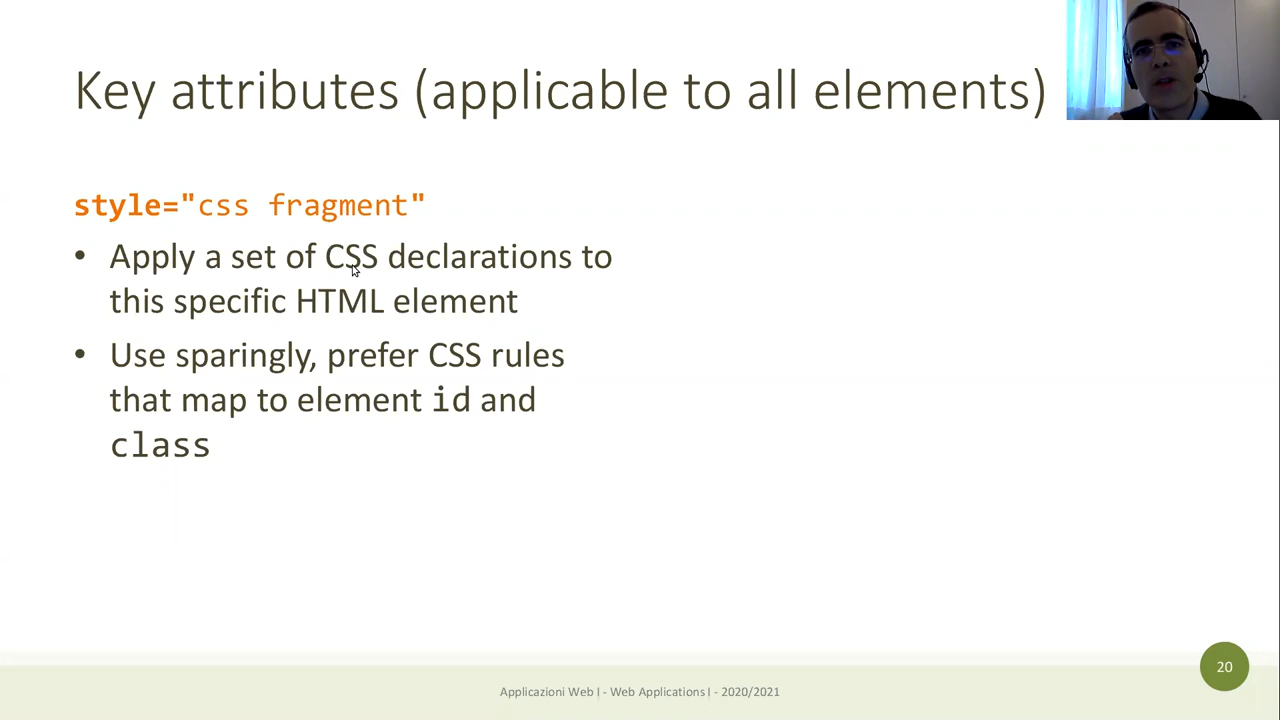 Key attributes (applicable to all elements)
style="css fragment"
• Apply a set of CSS declarations to
this specific HTML element
• Use sparingly, prefer CSS rules
that map to element id and
class
20
Applicazioni Web I - Web Applications I - 2020/2021